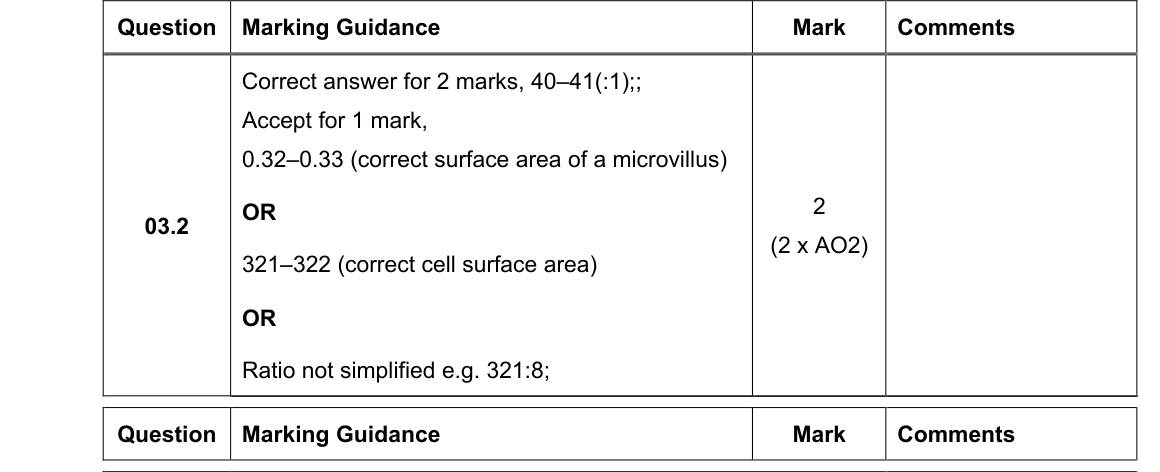 Question Marking Guidance Mark Comments
Correct answer for 2 marks, 40–41(:1);;
Accept for 1 mark,
0.32–0.33 (correct surface area of a microvillus)
OR
03.2
321–322 (correct cell surface area)
OR
Ratio not simplified e.g. 321:8;
2
(2 x AO2)
Question Marking Guidance Mark Comments